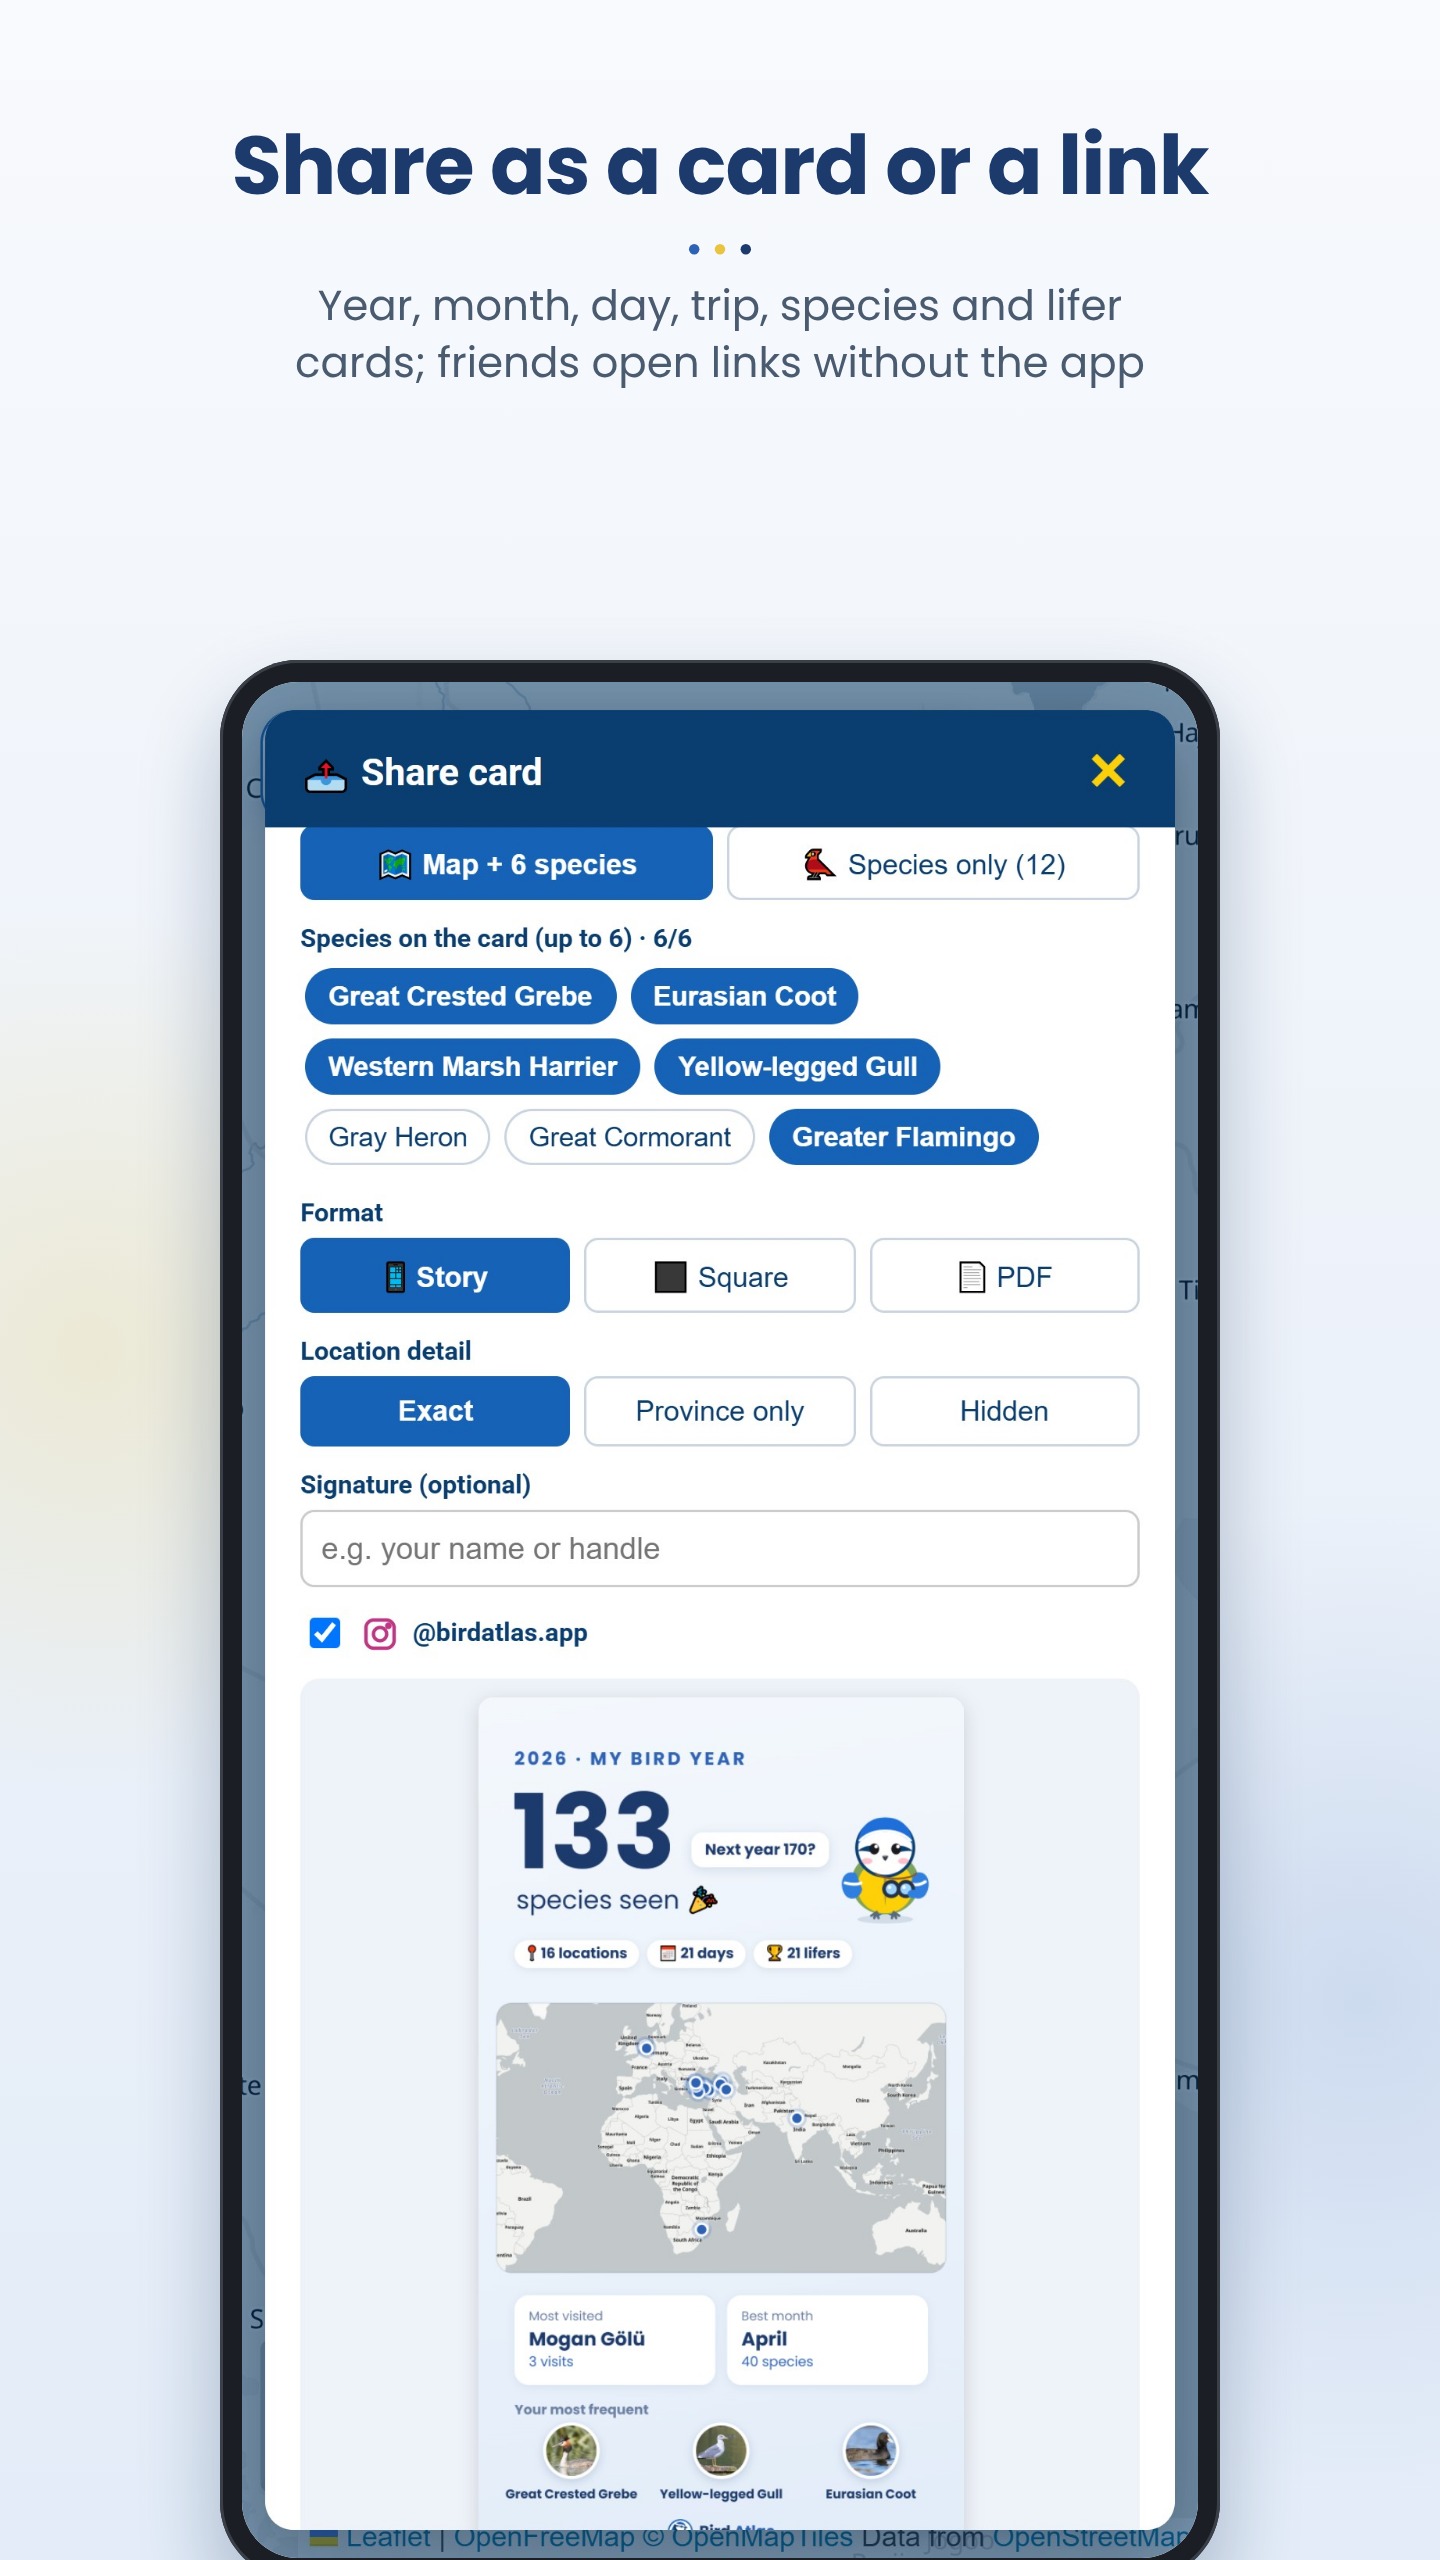 Share as a card or a link
Year, month, day, trip, species and lifer
cards; friends open links without the app
Share card
Map + 6 species
Species only (12)
Species on the card (up to 6) · 6/6
Great Crested Grebe
Eurasian Coot
Western Marsh Harrier
Yellow-legged Gull
Gray Heron
Great Cormorant
Greater Flamingo
Format
Story
Square
PDF
Location detail
Exact
Province only
Hidden
Signature (optional)
e.g. your name or handle
@birdatlas.app
2026 · MY BIRD YEAR
133
Next year 170?
species seen
16 locations
21 days
21 lifers
Most visited
Mogan Gölü
3 visits
Best month
April
40 species
Your most frequent
Great Crested Grebe
Yellow-legged Gull
Eurasian Coot
Bird Atlas
Leaflet | OpenFreeMap © OpenMapTiles Data from OpenStreetMap